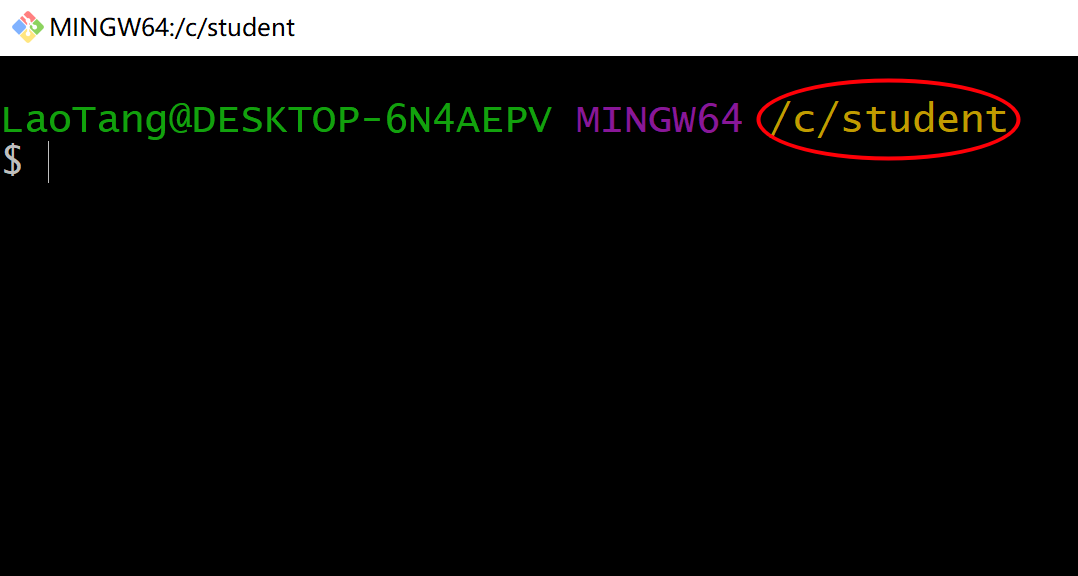 MINGW64:/c/student
LaoTang@DESKTOP-6N4AEPV MINGW64 /c/student
$